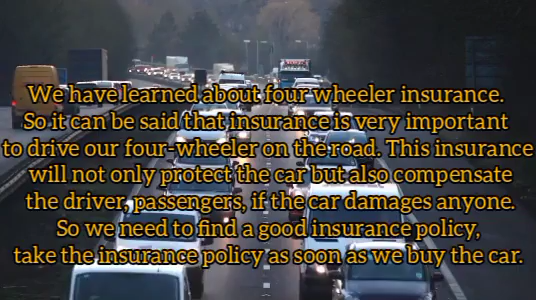 We have learned about four-wheeler insurance.
So it can be said that insurance is very important
to drive our four-wheeler on the road. This insurance
will not only protect the car but also compensate
the driver, passengers, if the car damages anyone.
So we need to find a good insurance policy,
take the insurance policy as soon as we buy the car.